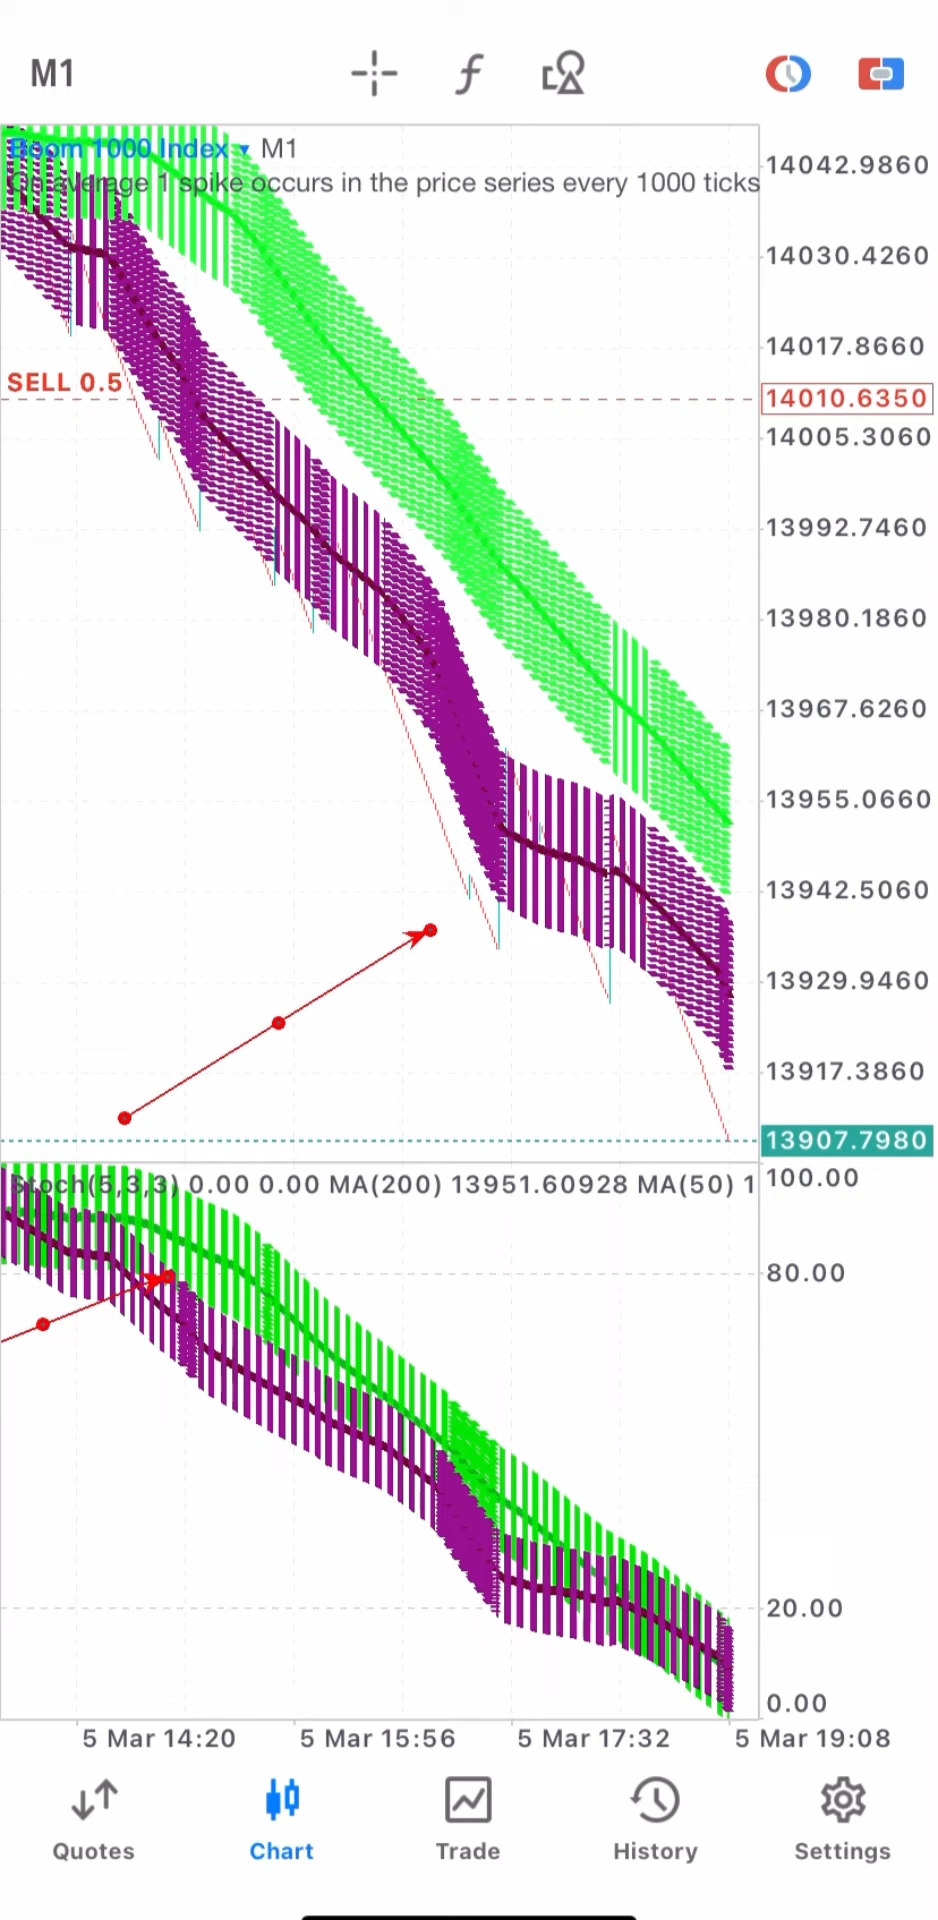 M1
Boom 1000 Index ▾ M1
On average 1 spike occurs in the price series every 1000 ticks
14042.9860
14030.4260
14017.8660
SELL 0.5
14010.6350
14005.3060
13992.7460
13980.1860
13967.6260
13955.0660
13942.5060
13929.9460
13917.3860
13907.7980
Stoch(5,3,3) 0.00 0.00 MA(200) 13951.60928 MA(50) 1
100.00
80.00
20.00
0.00
5 Mar 14:20 5 Mar 15:56 5 Mar 17:32 5 Mar 19:08
Quotes Chart Trade History Settings